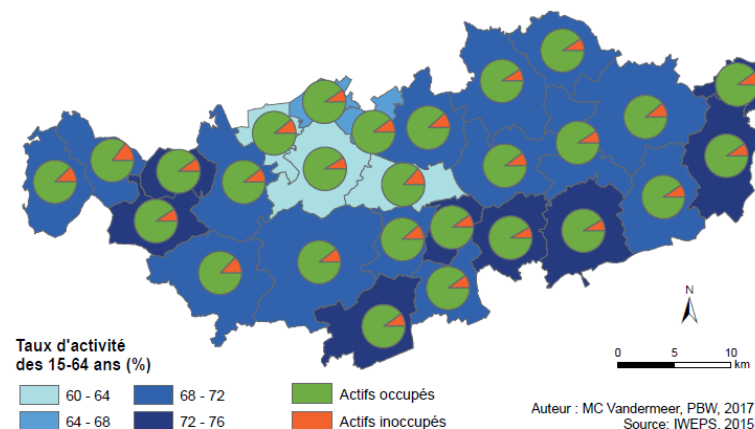 N
Taux d'activité
des 15-64 ans (%)
60 - 64
68 - 72
Actifs occupés
64 - 68
72 - 76
Actifs inoccupés
0 5 10
km
Auteur : MC Vandermeer, PBW, 2017
Source: IWEPS, 2015